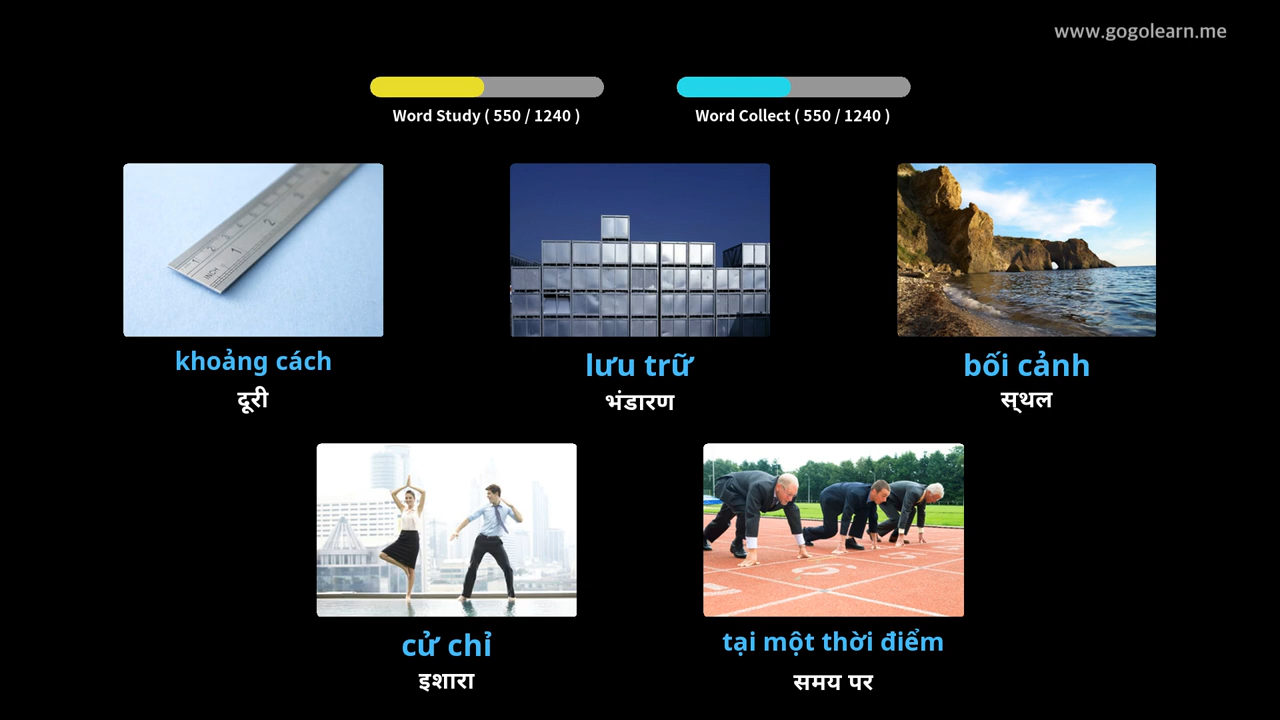 www.gogolearn.me
Word Study ( 550 / 1240 )
Word Collect ( 550 / 1240 )
khoảng cách
दूरी
lưu trữ
भंडारण
bối cảnh
स्थल
cử chỉ
इशारा
tại một thời điểm
समय पर